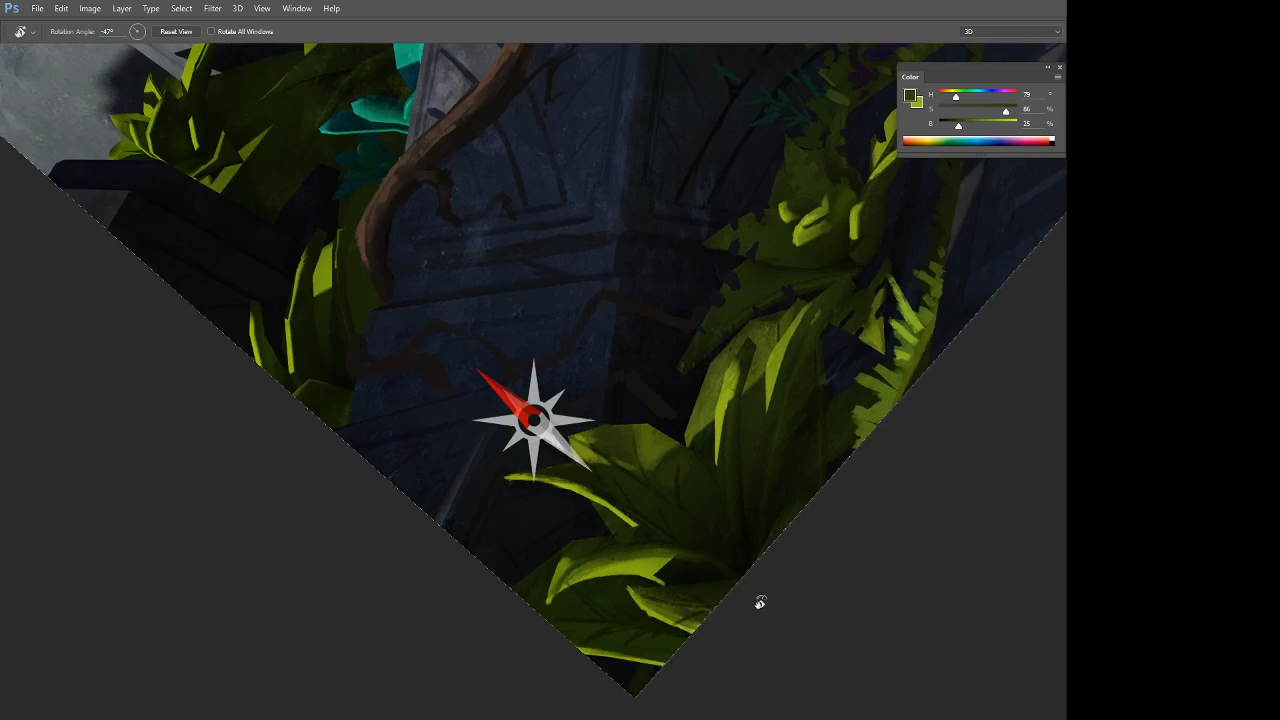 Ps File Edit Image Layer Type Select Filter 3D View Window Help
Rotation Angle: -47° Reset View Rotate All Windows 3D
Color
H 79 °
S 86 %
B 25 %